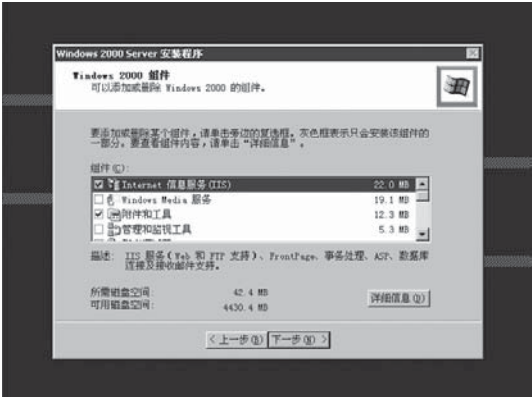 Windows 2000 Server 安装程序
Windows 2000 组件
可以添加或删除 Windows 2000 的组件。
要添加或删除某个组件，请单击旁边的复选框。灰色框表示只会安装该组件的
一部分。要查看组件内容，请单击“详细信息”。
组件(C):
Internet 信息服务(IIS) 22.0 MB
Windows Media 服务 19.1 MB
附件和工具 12.3 MB
管理和监视工具 5.3 MB
描述: IIS 服务(Web 和 FTP 支持)、FrontPage、事务处理、ASP、数据库
连接及接收邮件支持。
所需磁盘空间: 42.4 MB
可用磁盘空间: 4430.4 MB
详细信息(D)
< 上一步(B) 下一步(N) >